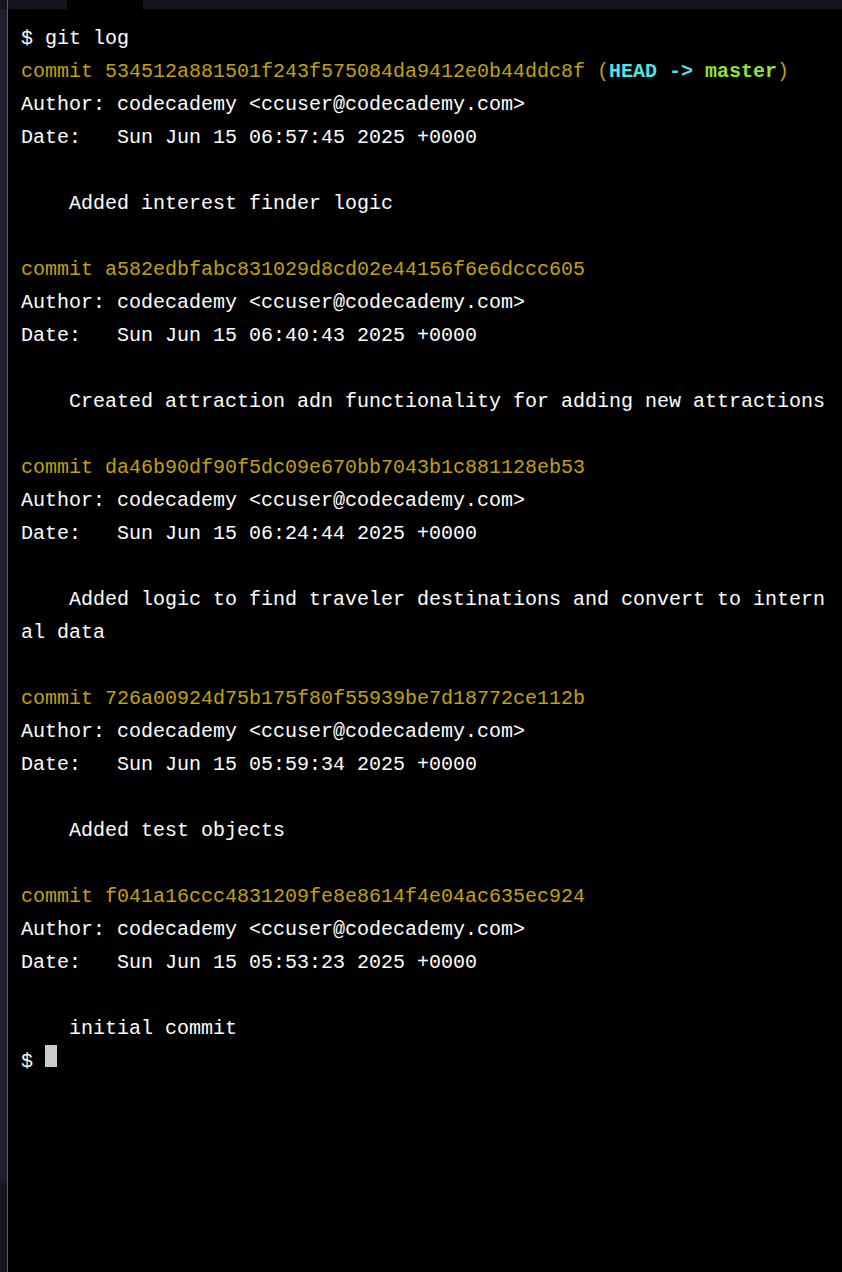 $ git log
commit 534512a881501f243f575084da9412e0b44ddc8f (HEAD -> master)
Author: codecademy <ccuser@codecademy.com>
Date:   Sun Jun 15 06:57:45 2025 +0000

    Added interest finder logic

commit a582edbfabc831029d8cd02e44156f6e6dccc605
Author: codecademy <ccuser@codecademy.com>
Date:   Sun Jun 15 06:40:43 2025 +0000

    Created attraction adn functionality for adding new attractions

commit da46b90df90f5dc09e670bb7043b1c881128eb53
Author: codecademy <ccuser@codecademy.com>
Date:   Sun Jun 15 06:24:44 2025 +0000

    Added logic to find traveler destinations and convert to intern
al data

commit 726a00924d75b175f80f55939be7d18772ce112b
Author: codecademy <ccuser@codecademy.com>
Date:   Sun Jun 15 05:59:34 2025 +0000

    Added test objects

commit f041a16ccc4831209fe8e8614f4e04ac635ec924
Author: codecademy <ccuser@codecademy.com>
Date:   Sun Jun 15 05:53:23 2025 +0000

    initial commit
$